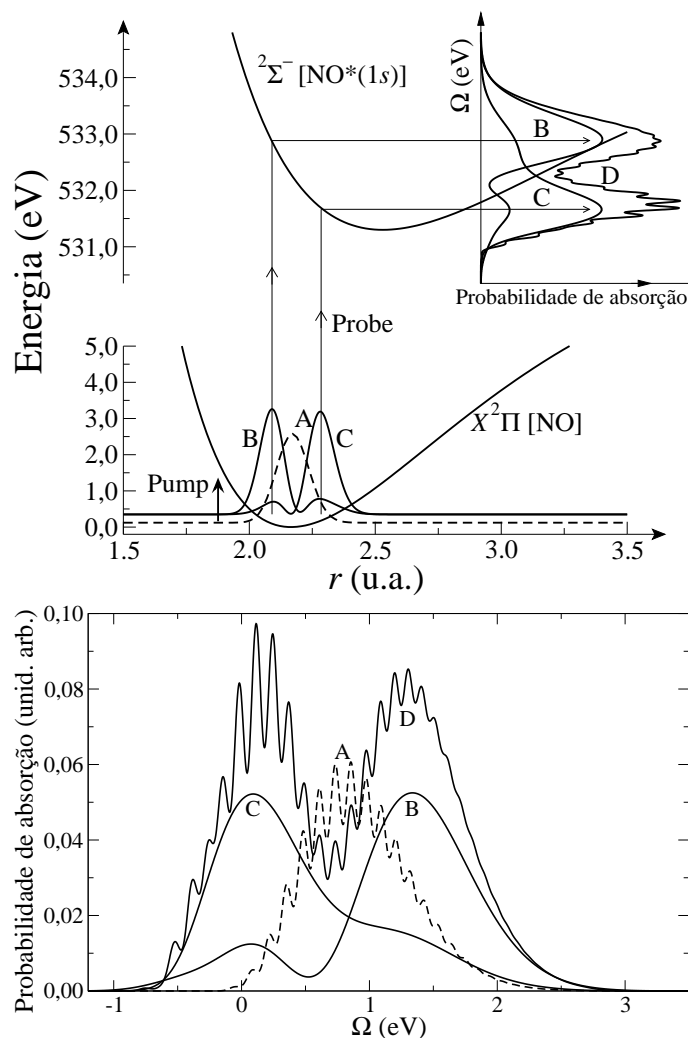 534,0
533,0
532,0
531,0
Energia (eV)
²Σ⁻ [NO*(1s)]
Ω (eV)
B
D
C
Probabilidade de absorção
Probe
5,0
4,0
3,0
2,0
1,0
0,0
B
A
C
X²Π [NO]
Pump
1.5
2.0
2.5
3.0
3.5
r (u.a.)
Probabilidade de absorção (unid. arb.)
0,10
0,08
0,06
0,04
0,02
0,00
A
D
C
B
-1
0
1
2
3
Ω (eV)